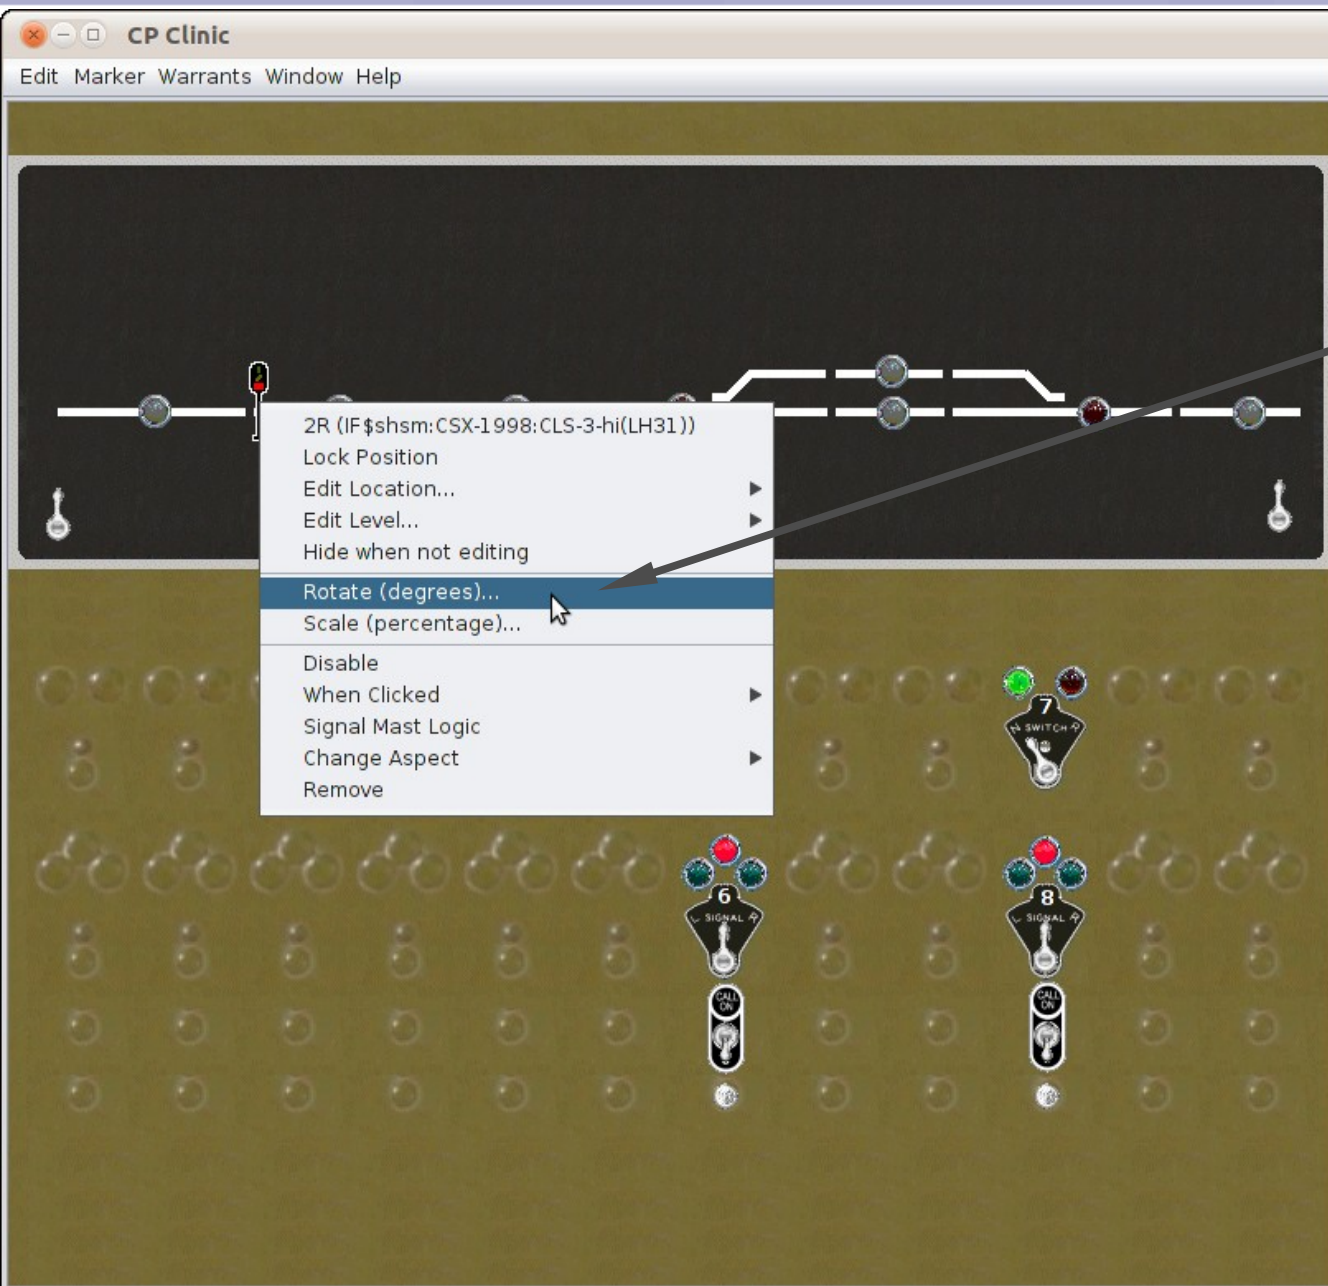 CP Clinic
Edit Marker Warrants Window Help
2R (IF$shsm:CSX-1998:CLS-3-hi(LH31))
Lock Position
Edit Location...
Edit Level...
Hide when not editing
Rotate (degrees)...
Scale (percentage)...
Disable
When Clicked
Signal Mast Logic
Change Aspect
Remove
7
N SWITCH R
6
L SIGNAL R
8
L SIGNAL R
CALL
ON
CALL
ON